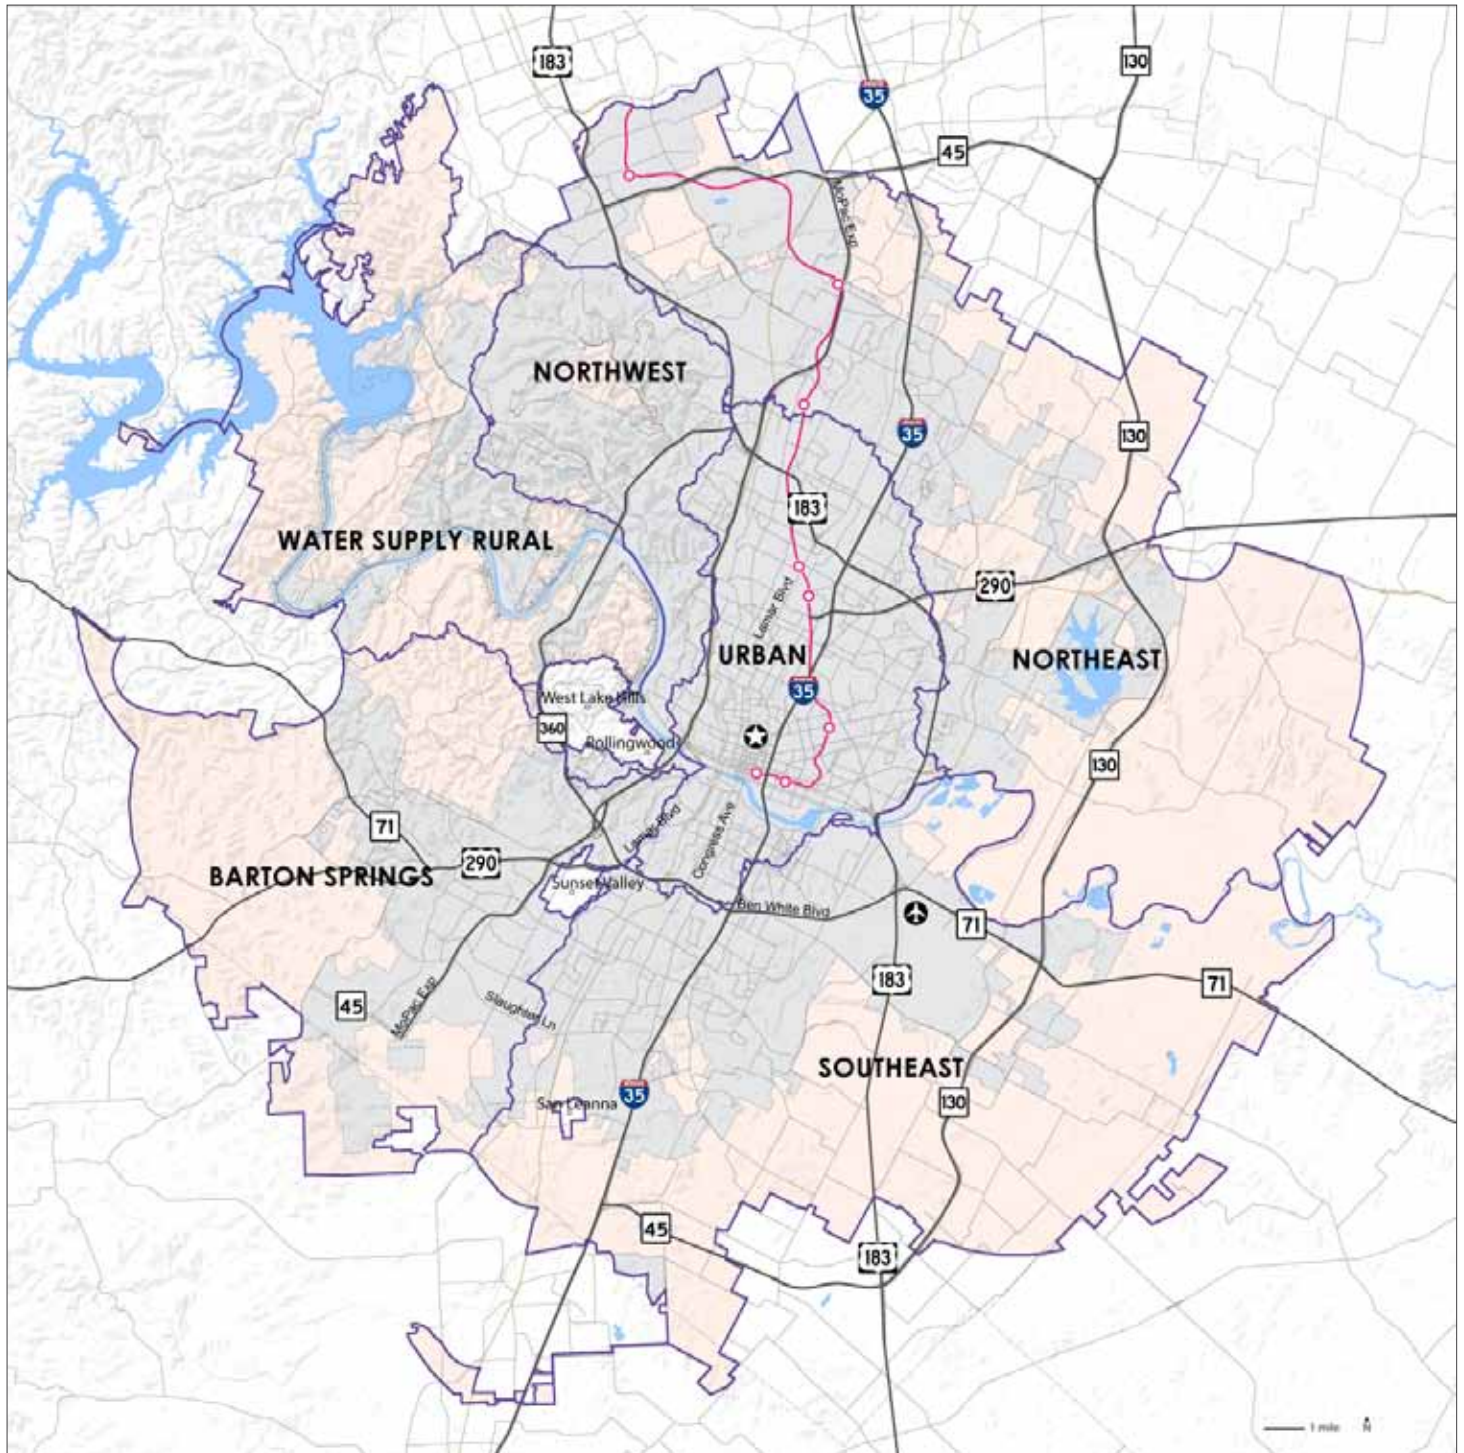 183
130
35
45
MoPac Exp
NORTHWEST
130
35
183
WATER SUPPLY RURAL
290
Lamar Blvd
URBAN
NORTHEAST
35
West Lake Hills
360
Rollingwood
130
71
Lamar Blvd
Congress Ave
290
BARTON SPRINGS
Sunset Valley
Ben White Blvd
71
183
71
45
MoPac Exp
Slaughter Ln
SOUTHEAST
35
San Leanna
130
45
183
1 mile
N